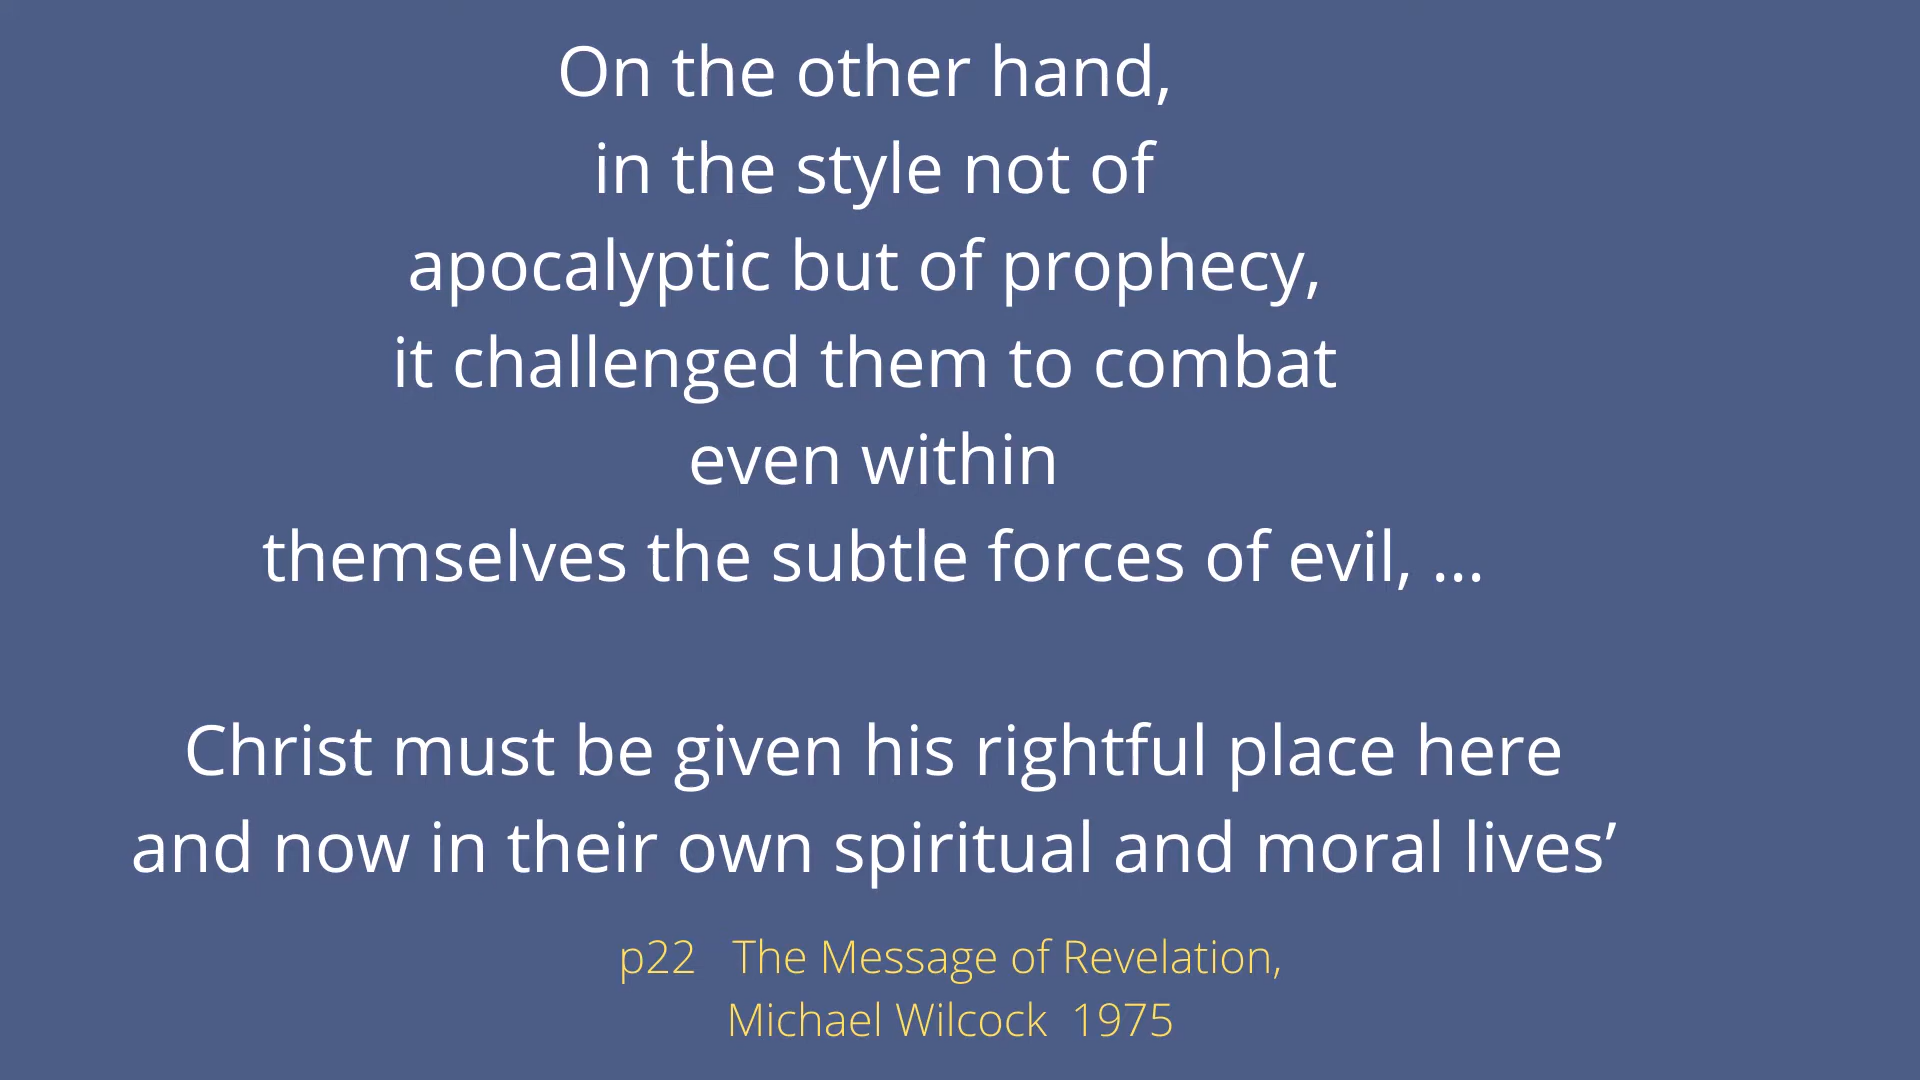 On the other hand,
in the style not of
apocalyptic but of prophecy,
it challenged them to combat
even within
themselves the subtle forces of evil, ...
Christ must be given his rightful place here
and now in their own spiritual and moral lives’
p22   The Message of Revelation,
Michael Wilcock  1975